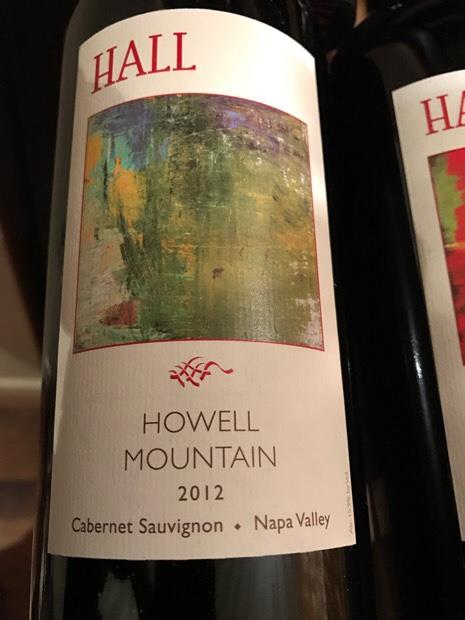 HALL
HOWELL
MOUNTAIN
2012
Cabernet Sauvignon • Napa Valley
HA